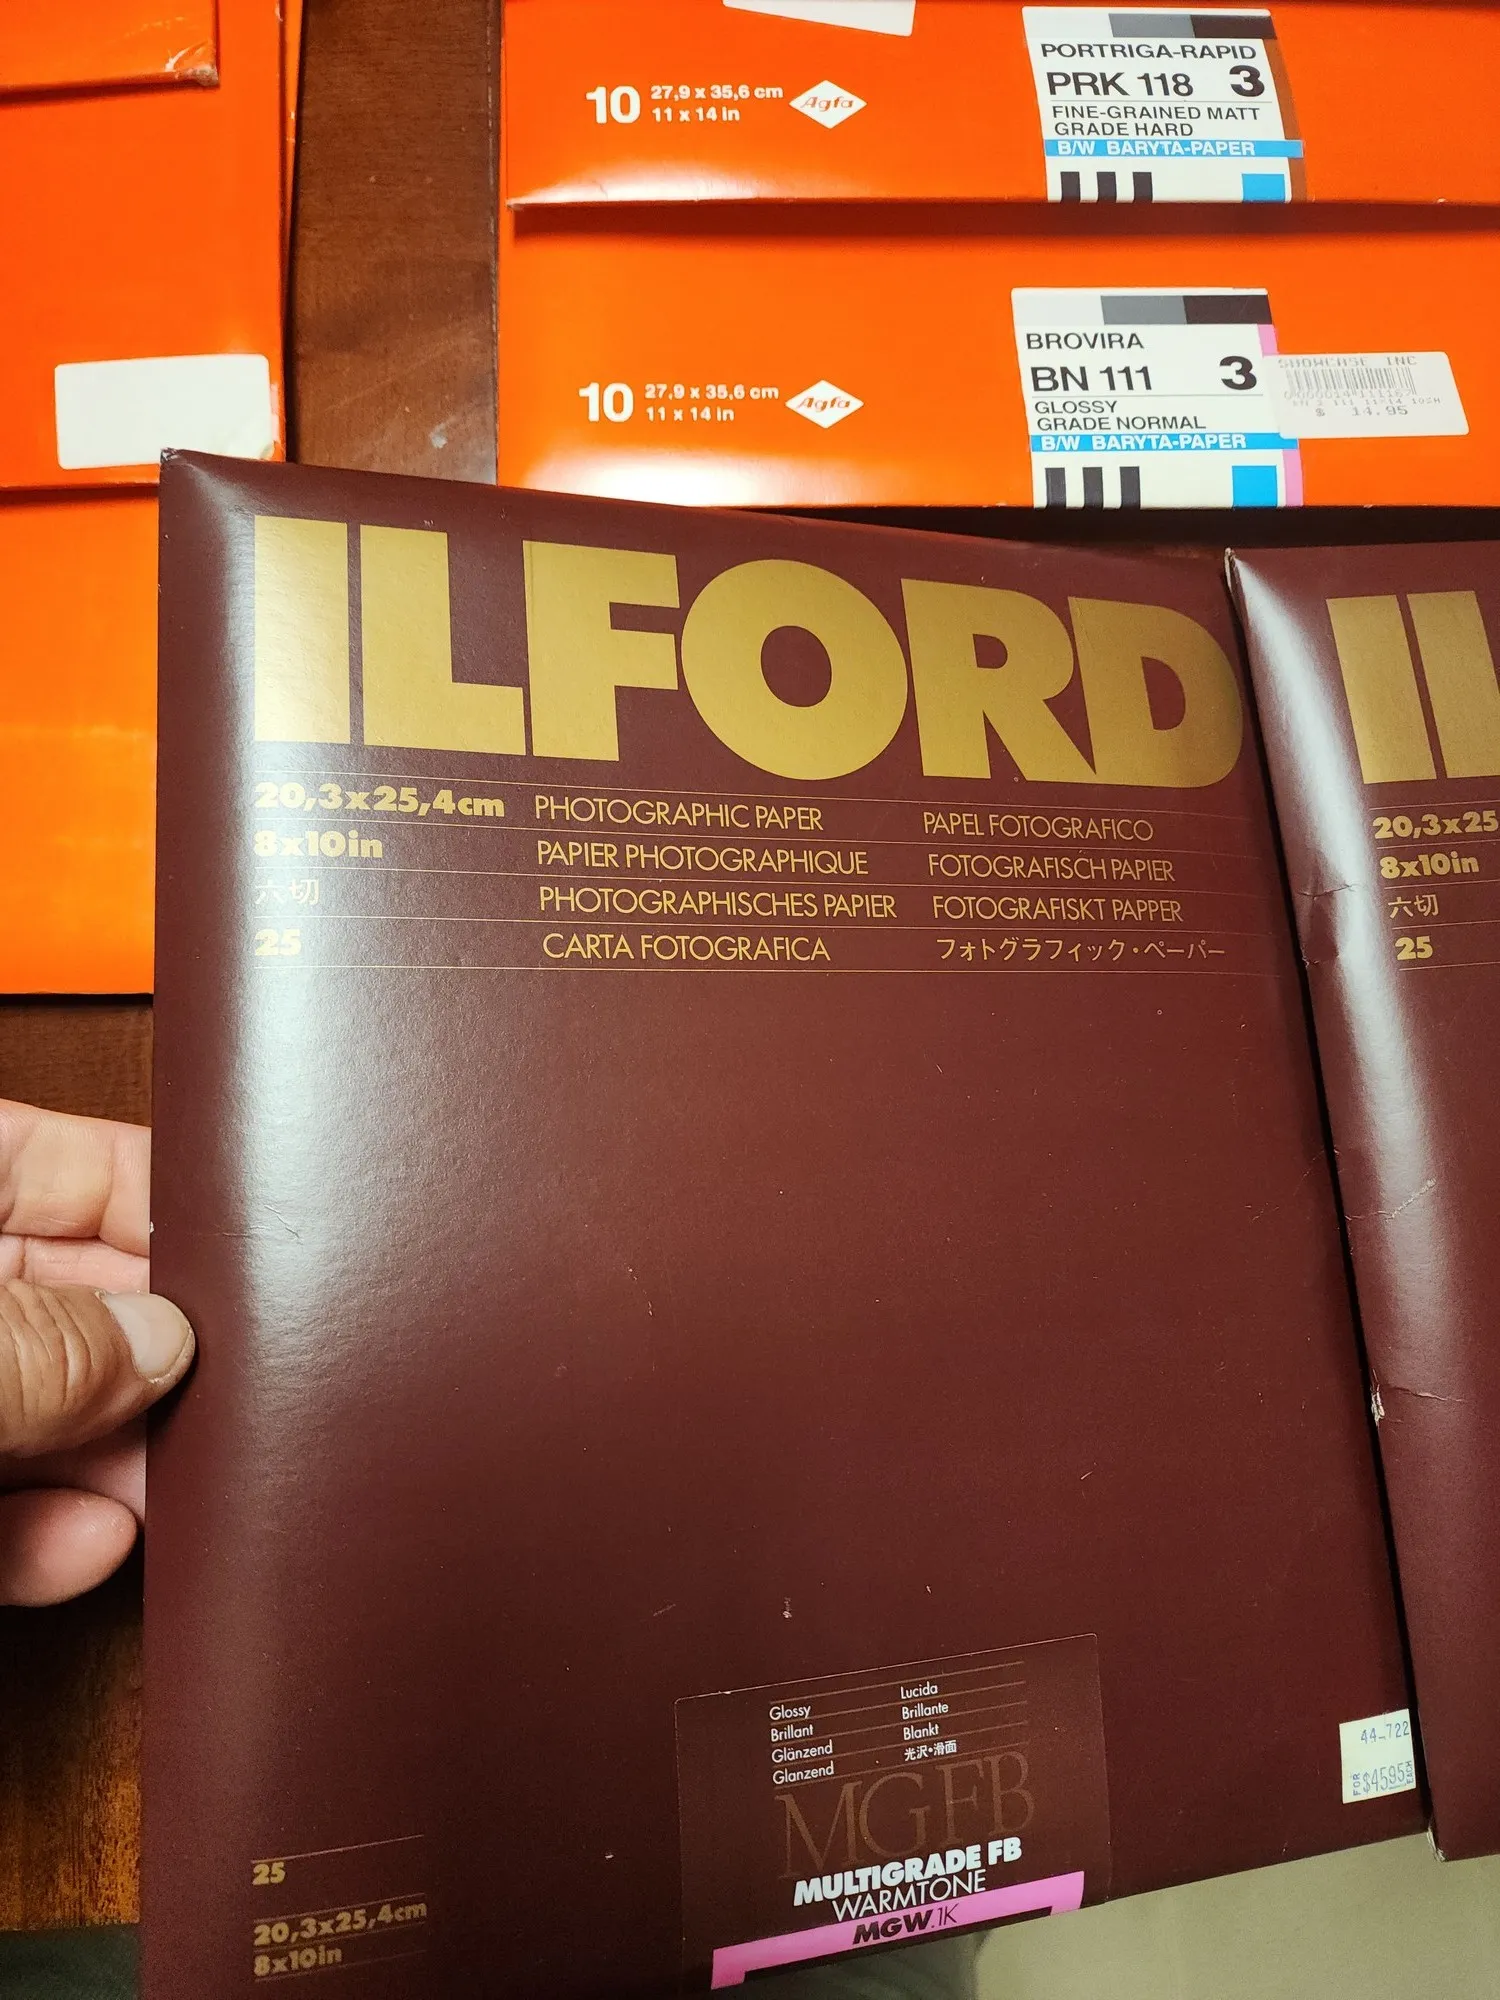 PORTRIGA-RAPID
PRK 118 3
FINE-GRAINED MATT
GRADE HARD
B/W BARYTA-PAPER
10 27,9 x 35,6 cm
11 x 14 in
Agfa
BROVIRA
BN 111 3
GLOSSY
GRADE NORMAL
B/W BARYTA-PAPER
10 27,9 x 35,6 cm
11 x 14 in
Agfa
SHOWCASE INC
$ 14.95
ILFORD
20,3x25,4cm PHOTOGRAPHIC PAPER PAPEL FOTOGRAFICO
8x10in PAPIER PHOTOGRAPHIQUE FOTOGRAFISCH PAPIER
六切 PHOTOGRAPHISCHES PAPIER FOTOGRAFISKT PAPPER
25 CARTA FOTOGRAFICA フォトグラフィック・ペーパー
IL
20,3x25
8x10in
六切
25
Glossy Lucida
Brillant Brillante
Glänzend Blankt
Glanzend 光沢・滑面
MGFB
MULTIGRADE FB
WARMTONE
MGW.1K
25
20,3x25,4cm
8x10in
44-722
FOR $45.95 EACH